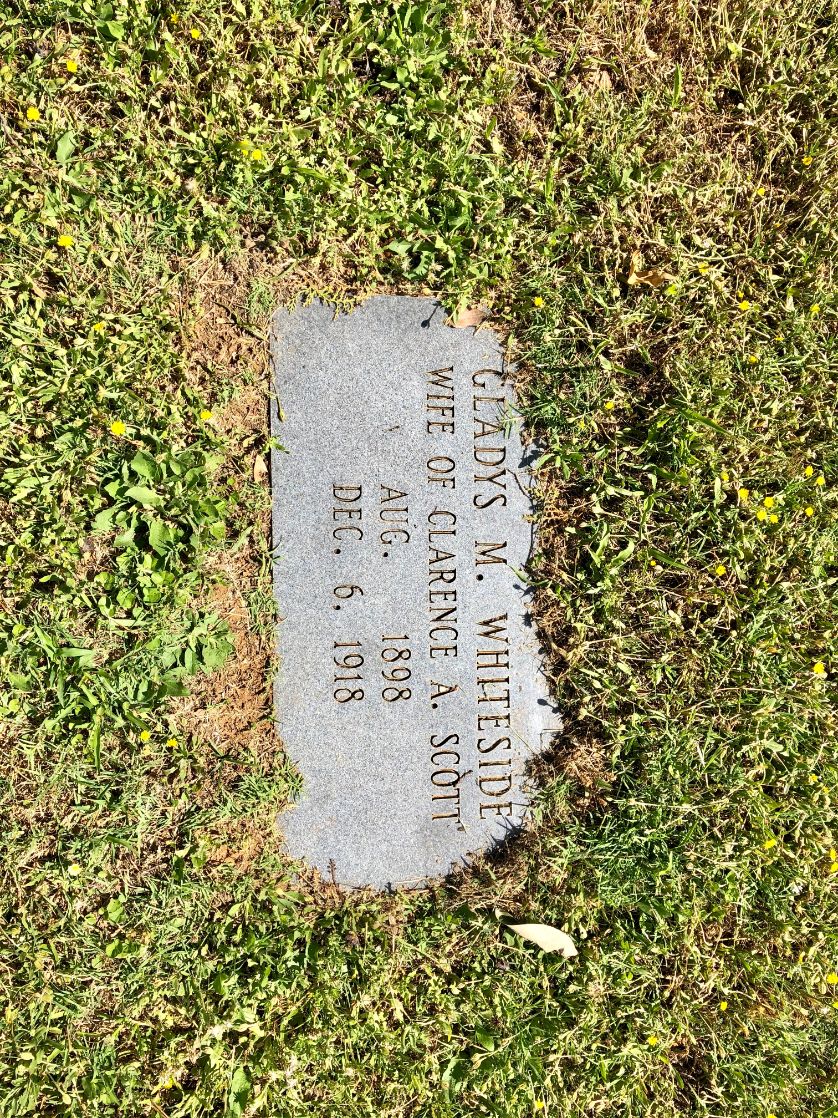 GLADYS M. WHITESIDE
WIFE OF CLARENCE A. SCOTT
AUG. 1898
DEC. 6, 1918